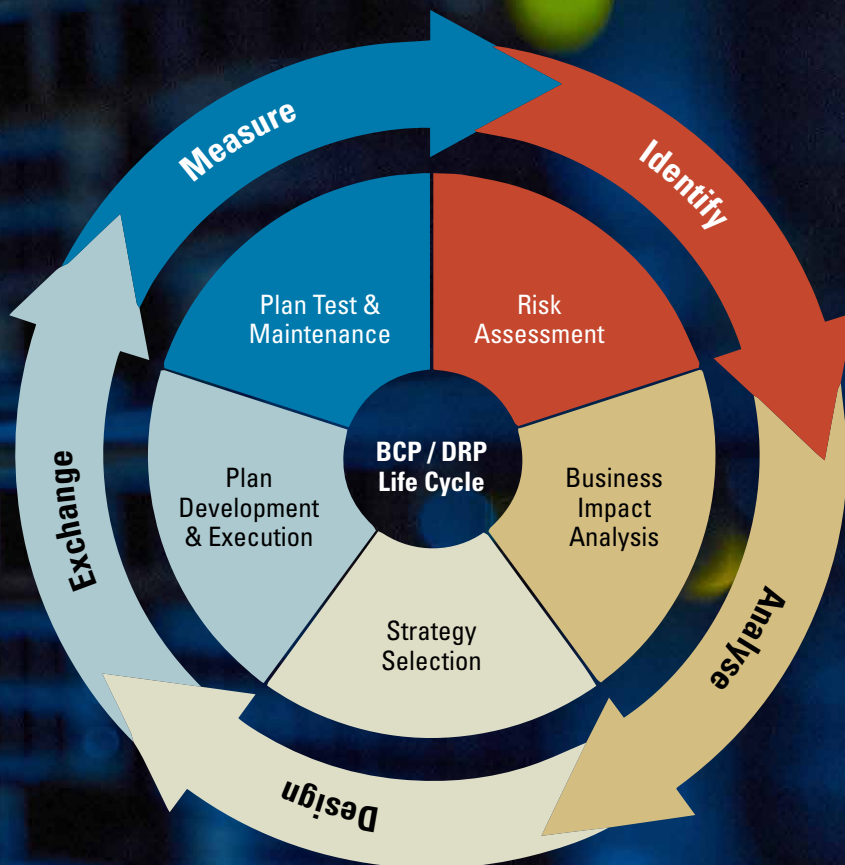 Measure
Identify
Plan Test &
Maintenance
Risk
Assessment
BCP / DRP
Life Cycle
Plan
Development
& Execution
Business
Impact
Analysis
Exchange
Analyse
Strategy
Selection
Design